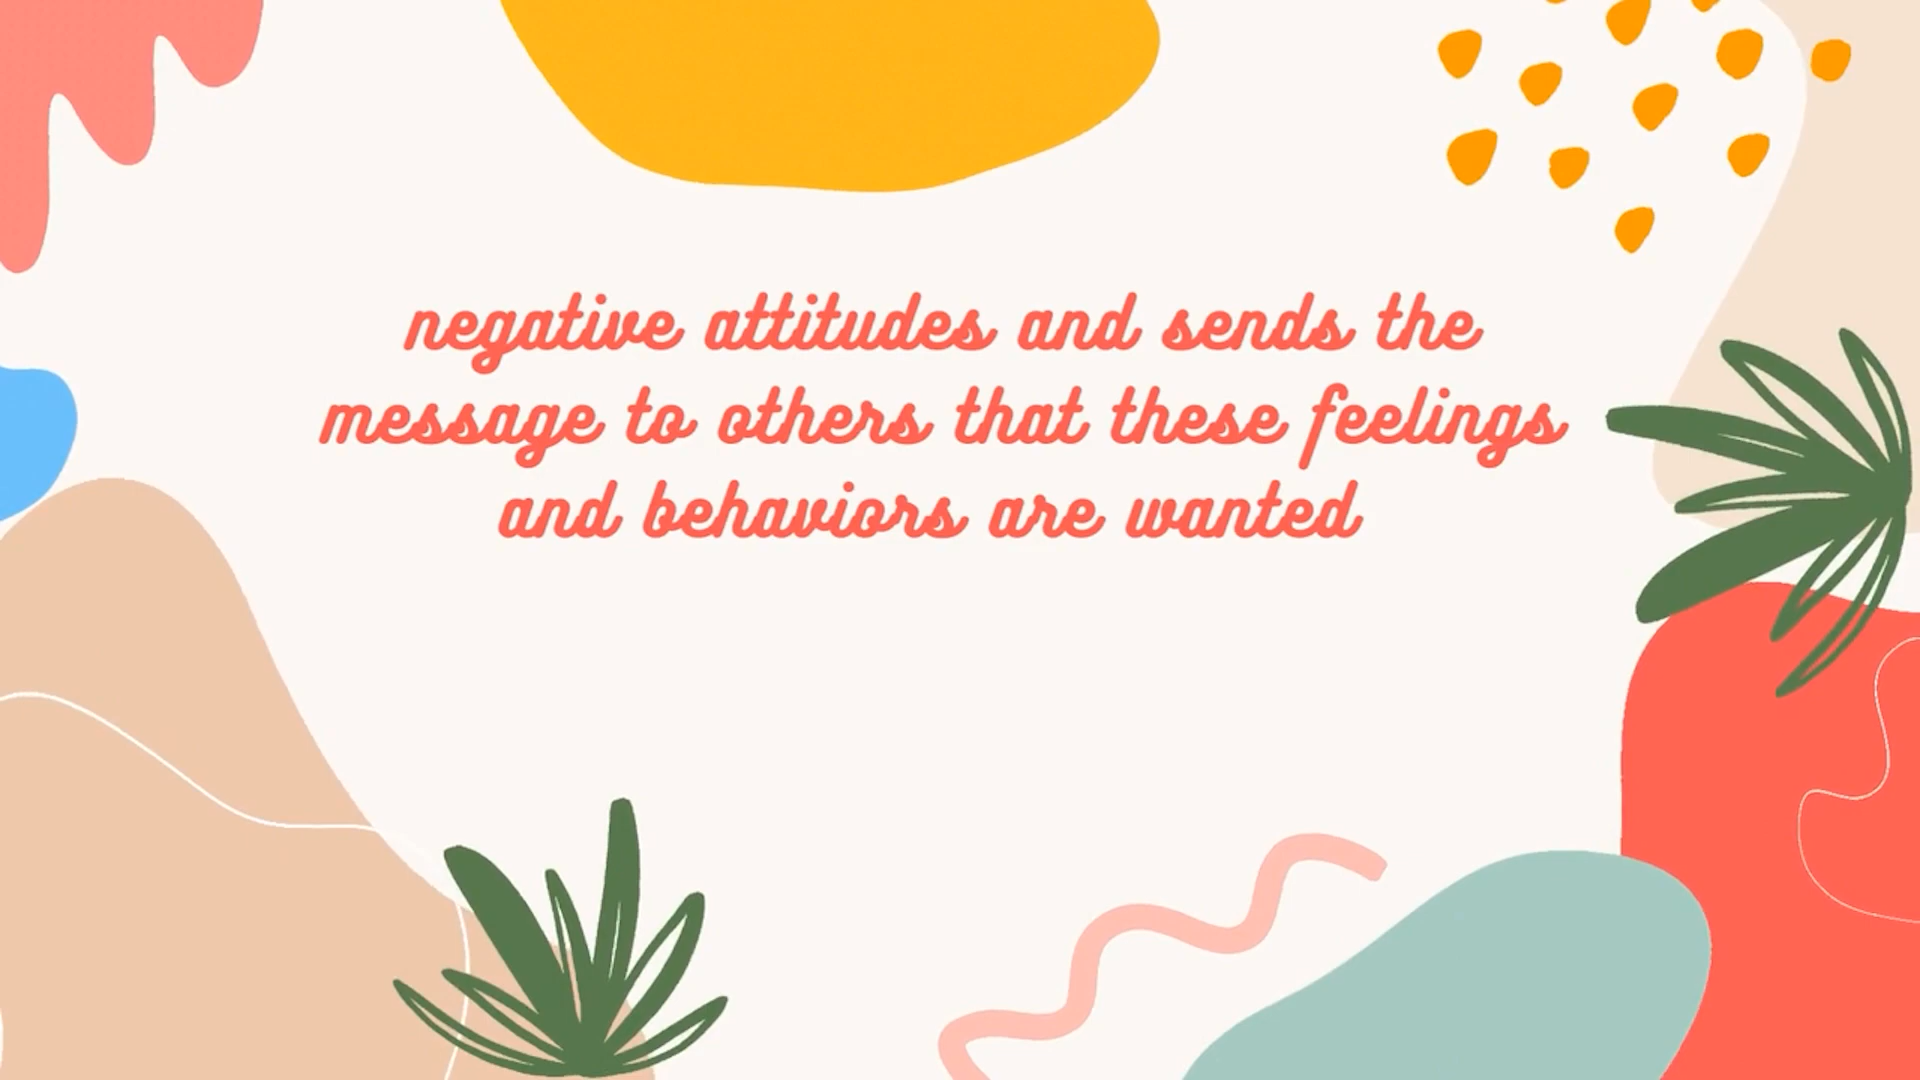 negative attitudes and sends the
message to others that these feelings
and behaviors are wanted